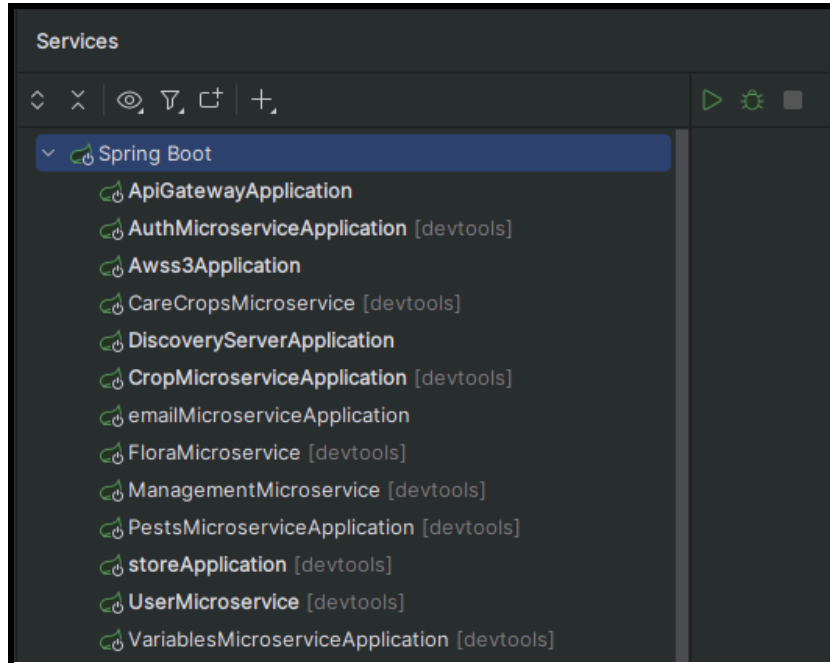 Services
Spring Boot
ApiGatewayApplication
AuthMicroserviceApplication [devtools]
Awss3Application
CareCropsMicroservice [devtools]
DiscoveryServerApplication
CropMicroserviceApplication [devtools]
emailMicroserviceApplication
FloraMicroservice [devtools]
ManagementMicroservice [devtools]
PestsMicroserviceApplication [devtools]
storeApplication [devtools]
UserMicroservice [devtools]
VariablesMicroserviceApplication [devtools]